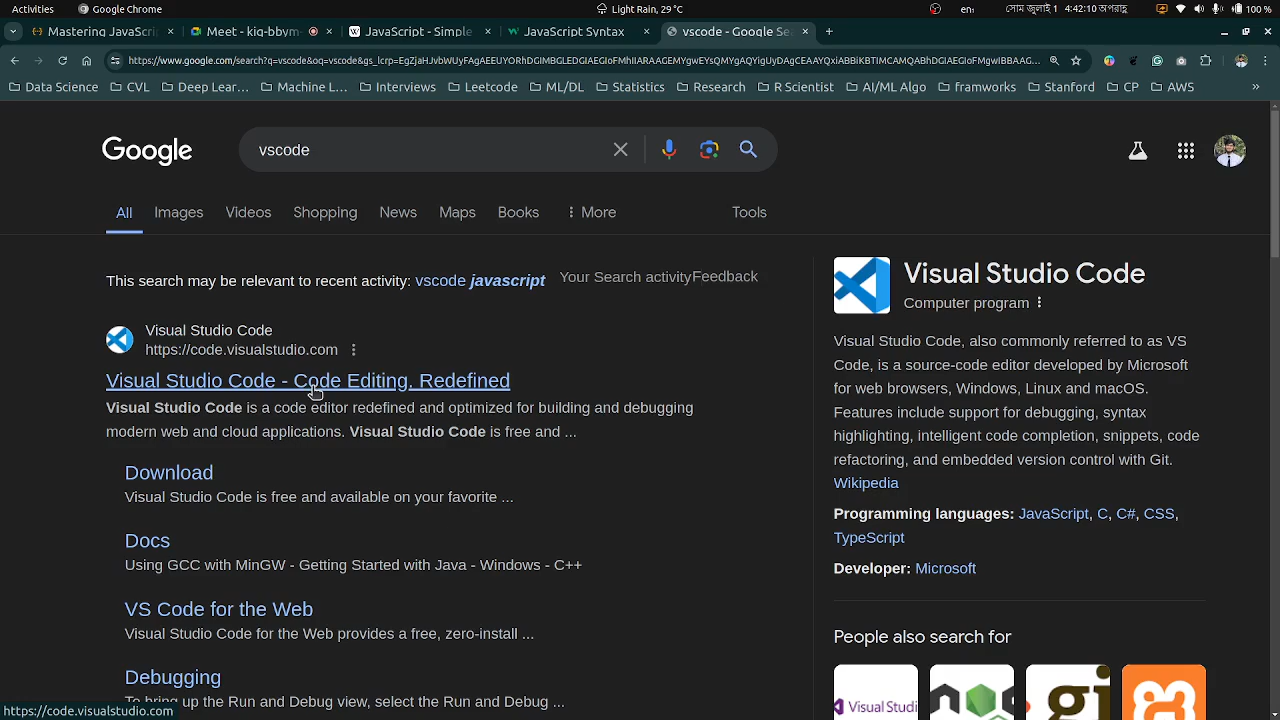 Activities
Google Chrome
Light Rain, 29 °C
en₁
সোম জুলাই 1 4:42:10 অপরাহ্ণ
100 %
Mastering JavaScri
Meet - kiq-bbym-
JavaScript - Simple
JavaScript Syntax
vscode - Google Sea
Data Science
CVL
Deep Lear…
Machine L…
Interviews
Leetcode
ML/DL
Statistics
Research
R Scientist
AI/ML Algo
framworks
Stanford
CP
AWS
Google
vscode
All
Images
Videos
Shopping
News
Maps
Books
More
Tools
This search may be relevant to recent activity: vscode javascript
Your Search activity
Feedback
Visual Studio Code
https://code.visualstudio.com
Visual Studio Code - Code Editing. Redefined
Visual Studio Code is a code editor redefined and optimized for building and debugging
modern web and cloud applications. Visual Studio Code is free and ...
Download
Visual Studio Code is free and available on your favorite ...
Docs
Using GCC with MinGW - Getting Started with Java - Windows - C++
VS Code for the Web
Visual Studio Code for the Web provides a free, zero-install ...
Debugging
To bring up the Run and Debug view, select the Run and Debug ...
https://code.visualstudio.com
Visual Studio Code
Computer program
Visual Studio Code, also commonly referred to as VS
Code, is a source-code editor developed by Microsoft
for web browsers, Windows, Linux and macOS.
Features include support for debugging, syntax
highlighting, intelligent code completion, snippets, code
refactoring, and embedded version control with Git.
Wikipedia
Programming languages: JavaScript, C, C#, CSS,
TypeScript
Developer: Microsoft
People also search for
Visual Studi